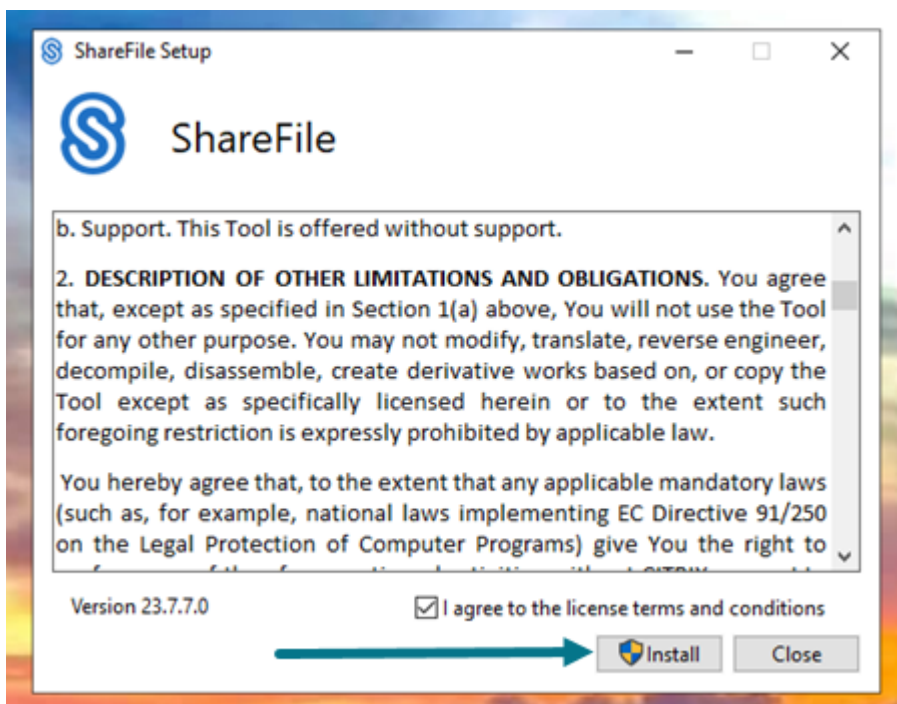 ShareFile Setup
ShareFile
b. Support. This Tool is offered without support.
2. DESCRIPTION OF OTHER LIMITATIONS AND OBLIGATIONS. You agree
that, except as specified in Section 1(a) above, You will not use the Tool
for any other purpose. You may not modify, translate, reverse engineer,
decompile, disassemble, create derivative works based on, or copy the
Tool except as specifically licensed herein or to the extent such
foregoing restriction is expressly prohibited by applicable law.
You hereby agree that, to the extent that any applicable mandatory laws
(such as, for example, national laws implementing EC Directive 91/250
on the Legal Protection of Computer Programs) give You the right to
Version 23.7.7.0
I agree to the license terms and conditions
Install
Close